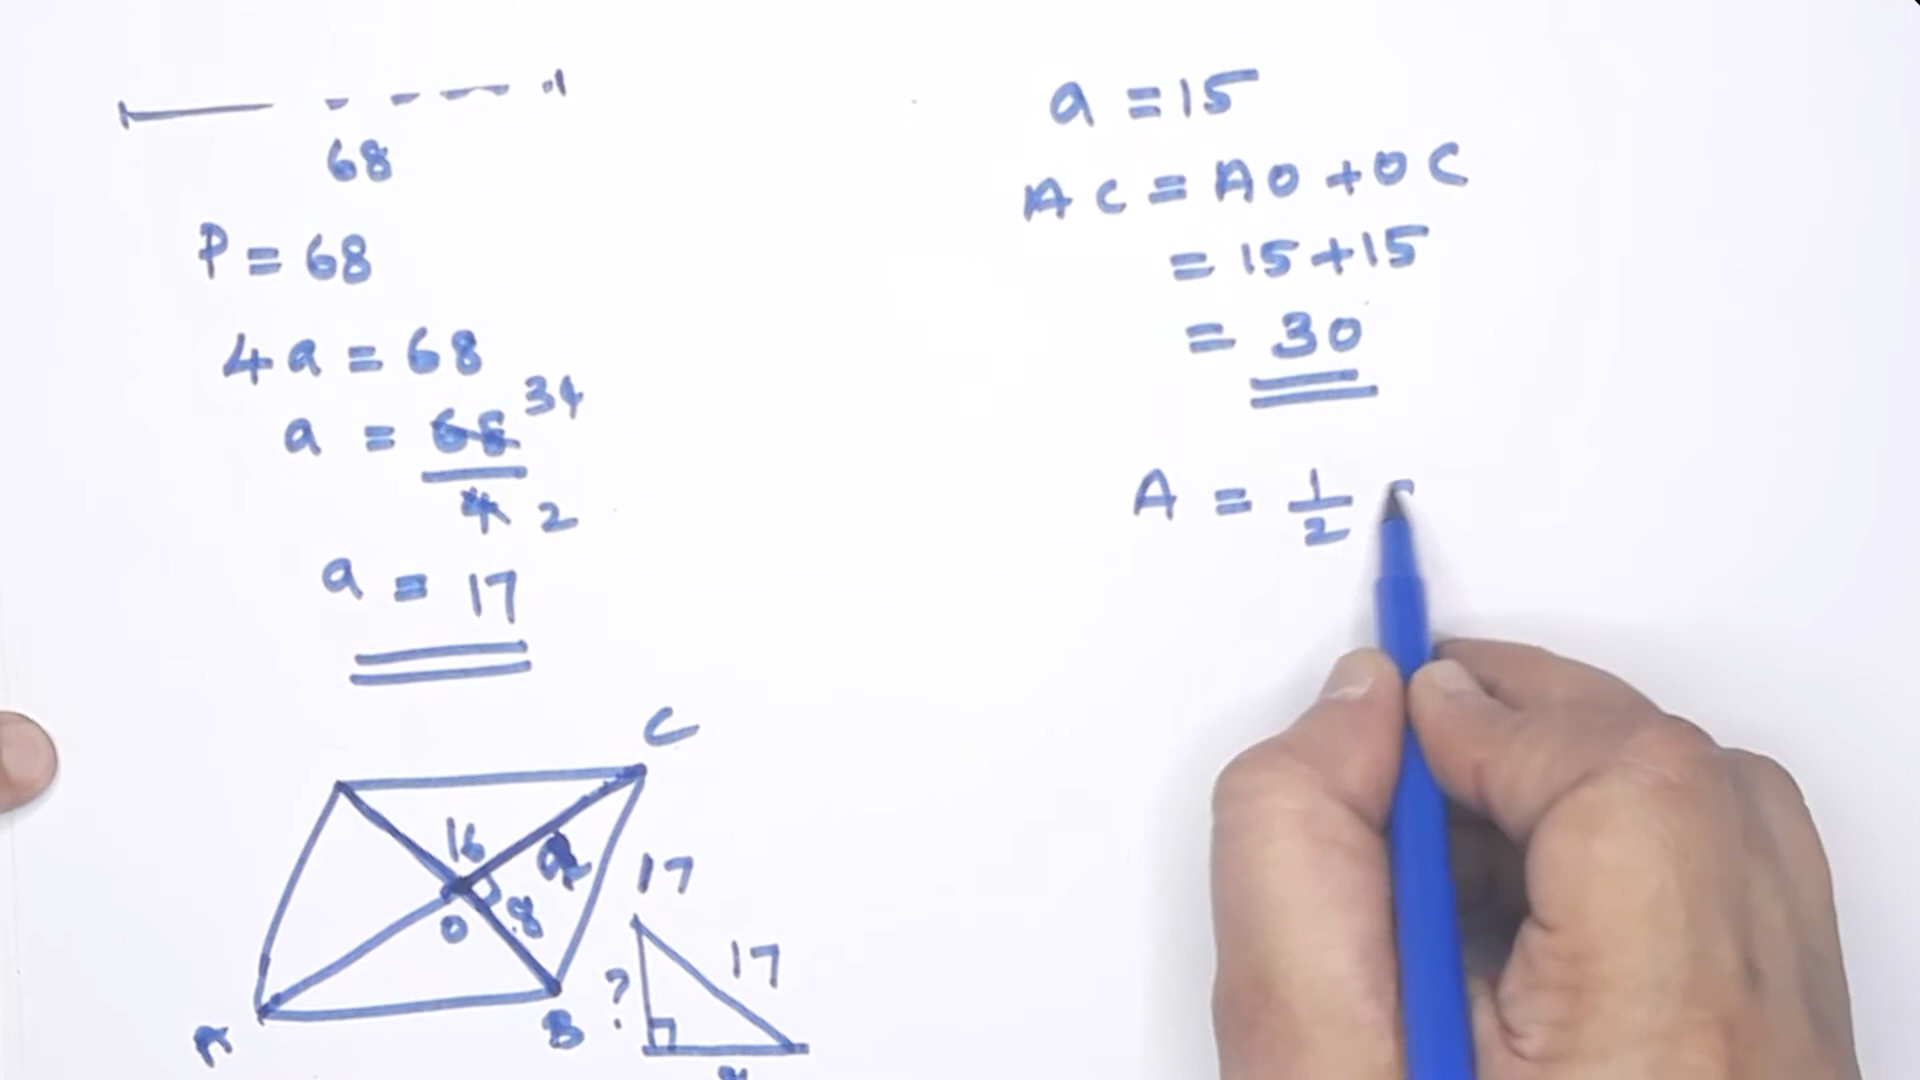 68
P = 68
4a = 68
a = 68/4 34 2
a = 17
C
16
17
O 8
17
?
A B
a = 15
AC = AO + OC
= 15 + 15
= 30
A = 1/2